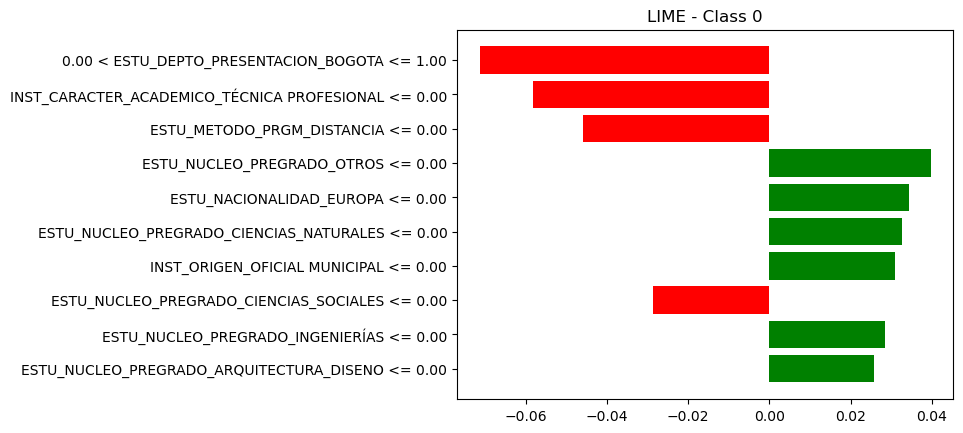 LIME - Class 0
0.00 < ESTU_DEPTO_PRESENTACION_BOGOTA <= 1.00
INST_CARACTER_ACADEMICO_TÉCNICA PROFESIONAL <= 0.00
ESTU_METODO_PRGM_DISTANCIA <= 0.00
ESTU_NUCLEO_PREGRADO_OTROS <= 0.00
ESTU_NACIONALIDAD_EUROPA <= 0.00
ESTU_NUCLEO_PREGRADO_CIENCIAS_NATURALES <= 0.00
INST_ORIGEN_OFICIAL MUNICIPAL <= 0.00
ESTU_NUCLEO_PREGRADO_CIENCIAS_SOCIALES <= 0.00
ESTU_NUCLEO_PREGRADO_INGENIERÍAS <= 0.00
ESTU_NUCLEO_PREGRADO_ARQUITECTURA_DISENO <= 0.00
−0.06 −0.04 −0.02 0.00 0.02 0.04